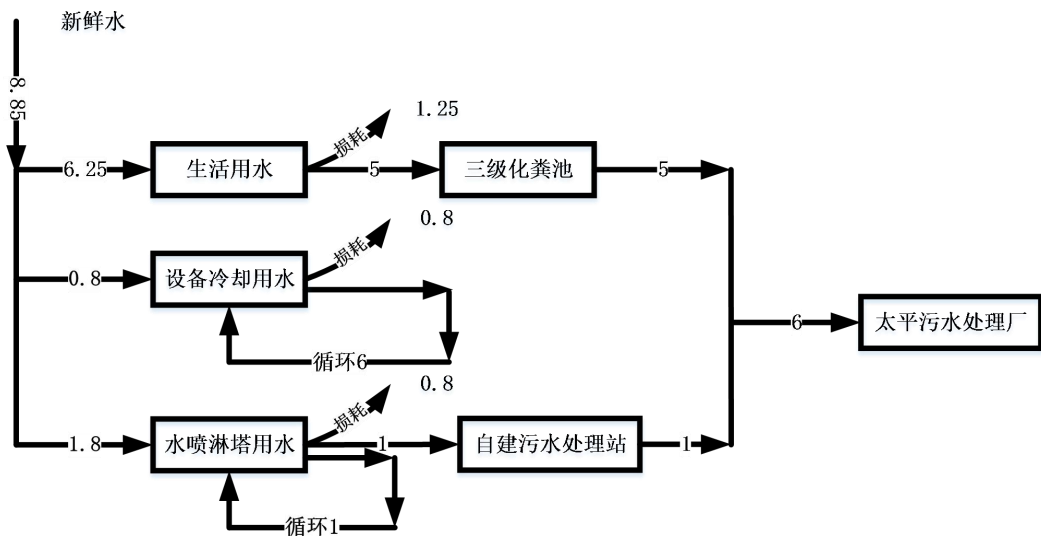 新鲜水
8.85
1.25
损耗
6.25
生活用水
5
三级化粪池
5
0.8
损耗
0.8
设备冷却用水
循环6
6
太平污水处理厂
0.8
损耗
1.8
水喷淋塔用水
1
自建污水处理站
1
循环1